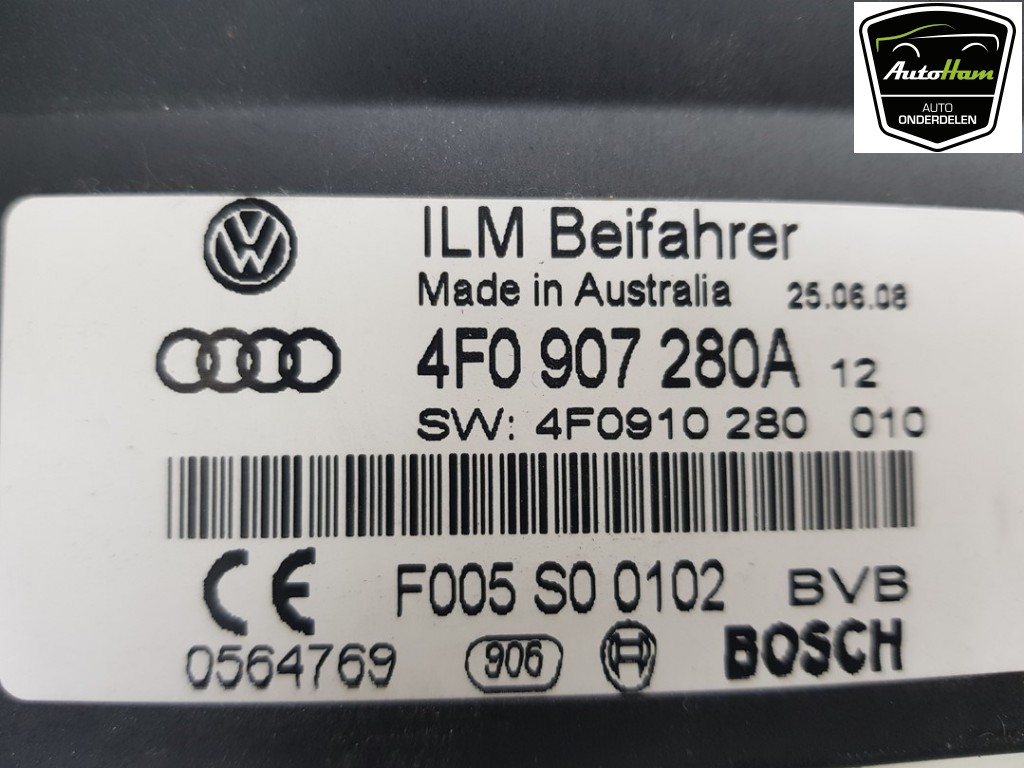 AutoHam
AUTO
ONDERDELEN
ILM Beifahrer
Made in Australia 25.06.08
4F0 907 280A 12
SW: 4F0910 280 010
CE F005 S0 0102 BVB
0564769 906 BOSCH